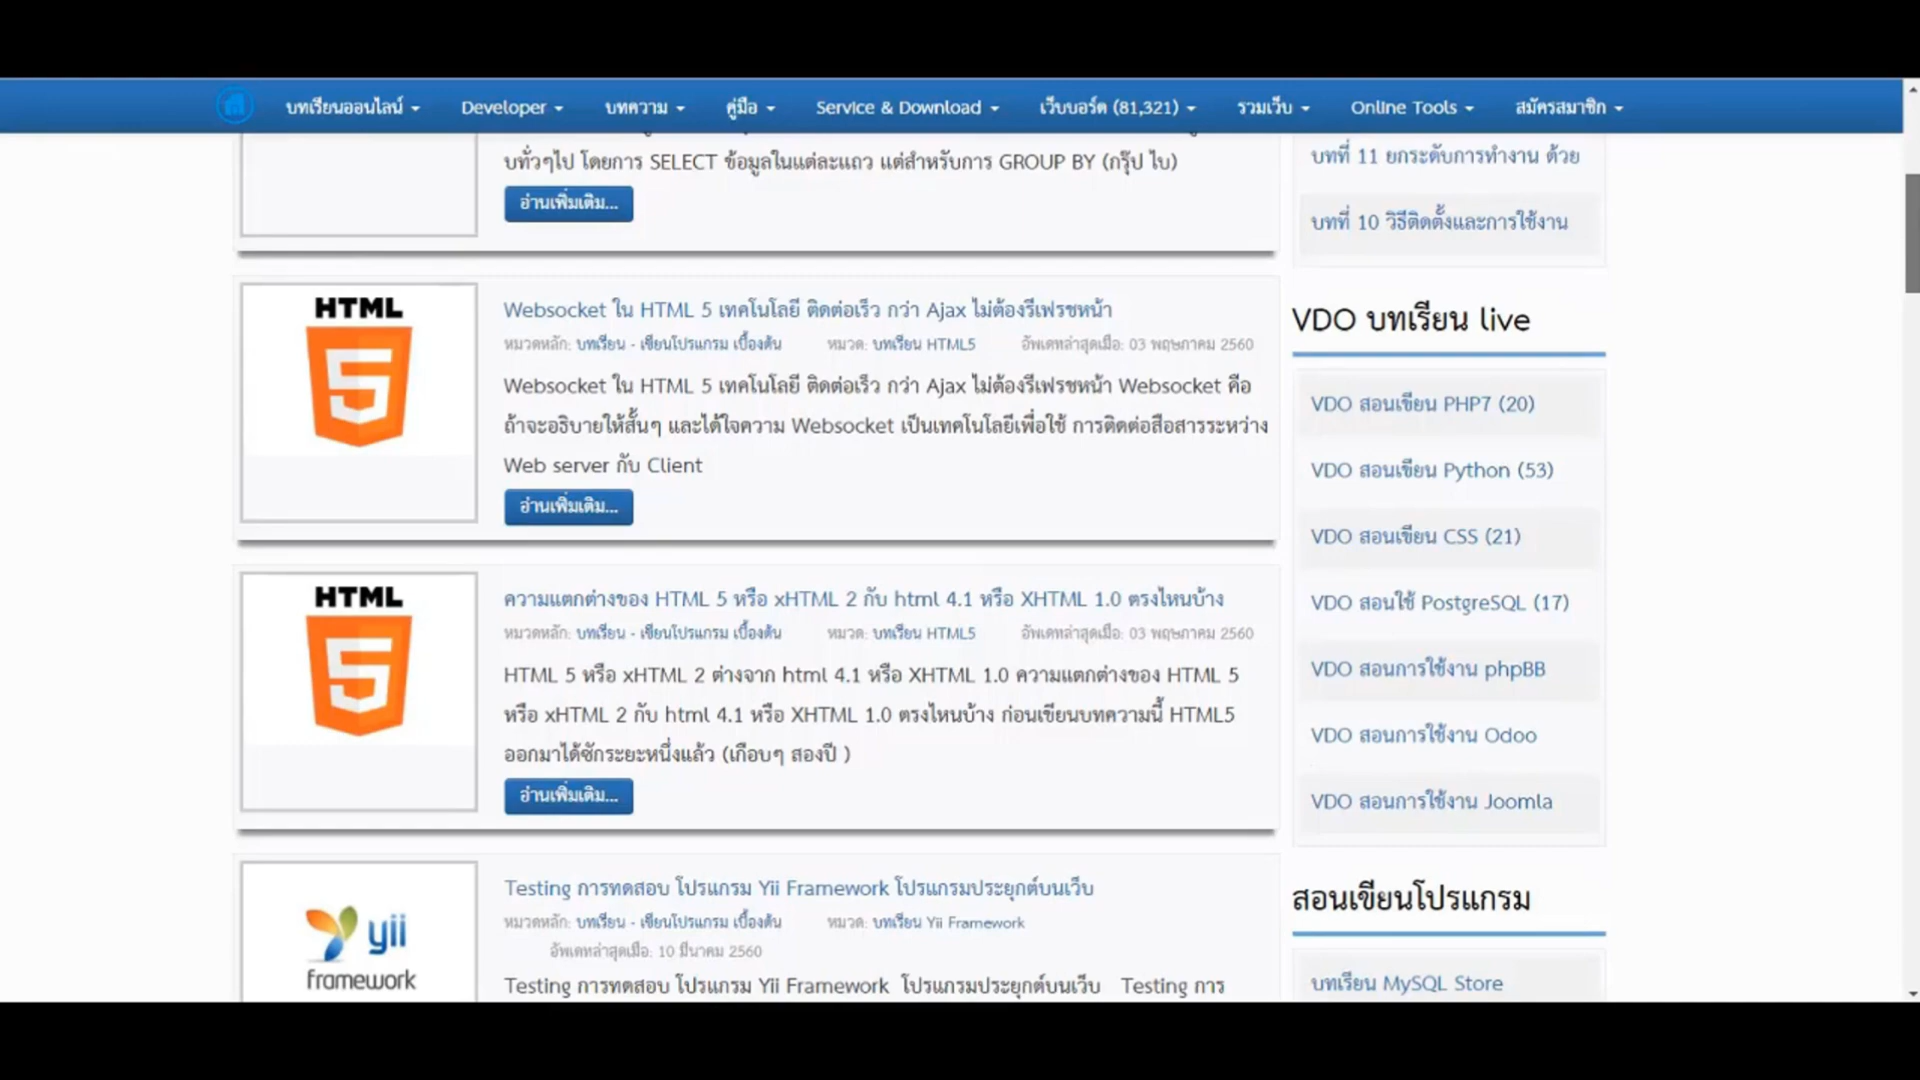 บทเรียนออนไลน์ Developer บทความ คู่มือ Service & Download เว็บบอร์ด (81,321) รวมเว็บ Online Tools สมัครสมาชิก
บทั่วๆไป โดยการ SELECT ข้อมูลในแต่ละแถว แต่สำหรับการ GROUP BY (กรุ๊ป ไบ)
อ่านเพิ่มเติม...
HTML
5
Websocket ใน HTML 5 เทคโนโลยี ติดต่อเร็ว กว่า Ajax ไม่ต้องรีเฟรชหน้า
หมวดหลัก: บทเรียน - เขียนโปรแกรม เบื้องต้น หมวด: บทเรียน HTML5 อัพเดทล่าสุดเมื่อ: 03 พฤษภาคม 2560
Websocket ใน HTML 5 เทคโนโลยี ติดต่อเร็ว กว่า Ajax ไม่ต้องรีเฟรชหน้า Websocket คือ
ถ้าจะอธิบายให้สั้นๆ และได้ใจความ Websocket เป็นเทคโนโลยีเพื่อใช้ การติดต่อสือสารระหว่าง
Web server กับ Client
อ่านเพิ่มเติม...
HTML
5
ความแตกต่างของ HTML 5 หรือ xHTML 2 กับ html 4.1 หรือ XHTML 1.0 ตรงไหนบ้าง
หมวดหลัก: บทเรียน - เขียนโปรแกรม เบื้องต้น หมวด: บทเรียน HTML5 อัพเดทล่าสุดเมื่อ: 03 พฤษภาคม 2560
HTML 5 หรือ xHTML 2 ต่างจาก html 4.1 หรือ XHTML 1.0 ความแตกต่างของ HTML 5
หรือ xHTML 2 กับ html 4.1 หรือ XHTML 1.0 ตรงไหนบ้าง ก่อนเขียนบทความนี้ HTML5
ออกมาได้ซักระยะหนึ่งแล้ว (เกือบๆ สองปี )
อ่านเพิ่มเติม...
yii
framework
Testing การทดสอบ โปรแกรม Yii Framework โปรแกรมประยุกต์บนเว็บ
หมวดหลัก: บทเรียน - เขียนโปรแกรม เบื้องต้น หมวด: บทเรียน Yii Framework
อัพเดทล่าสุดเมื่อ: 10 มีนาคม 2560
Testing การทดสอบ โปรแกรม Yii Framework โปรแกรมประยุกต์บนเว็บ Testing การ
บทที่ 11 ยกระดับการทำงาน ด้วย
บทที่ 10 วิธีติดตั้งและการใช้งาน
VDO บทเรียน live
VDO สอนเขียน PHP7 (20)
VDO สอนเขียน Python (53)
VDO สอนเขียน CSS (21)
VDO สอนใช้ PostgreSQL (17)
VDO สอนการใช้งาน phpBB
VDO สอนการใช้งาน Odoo
VDO สอนการใช้งาน Joomla
สอนเขียนโปรแกรม
บทเรียน MySQL Store